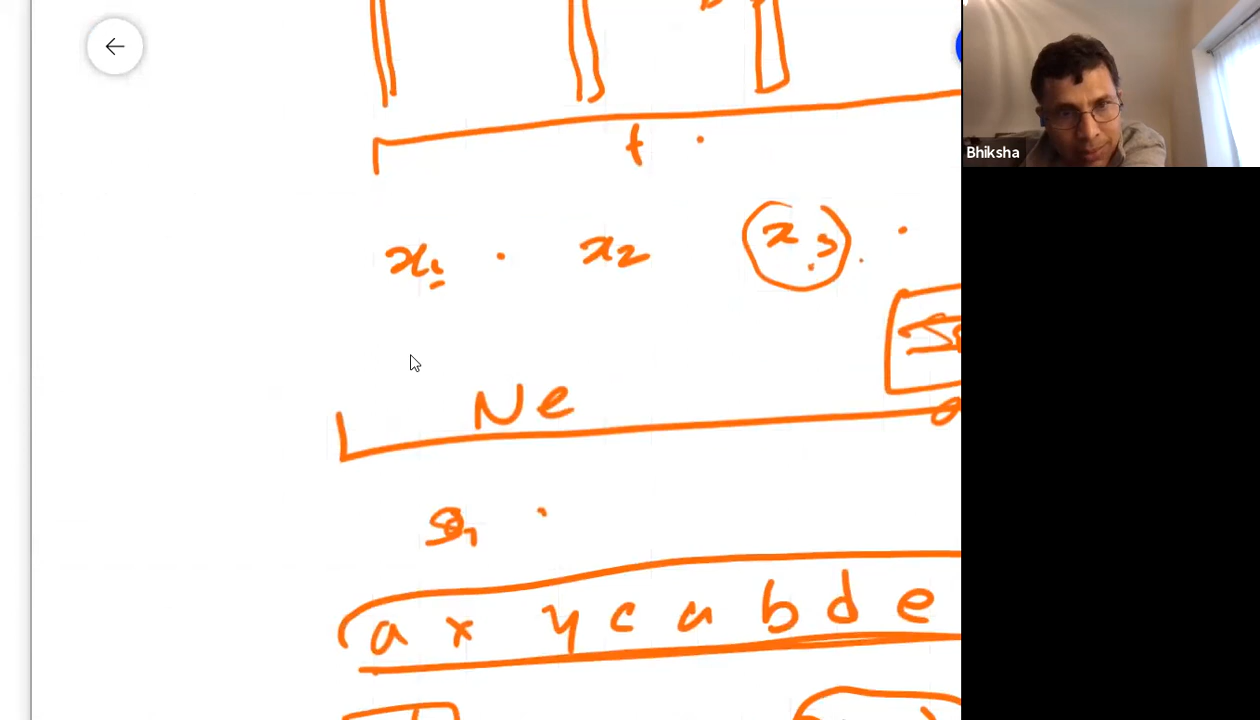 t .
x1 . x2 x3 .
Bhiksha
Ne
a x y c a b d e